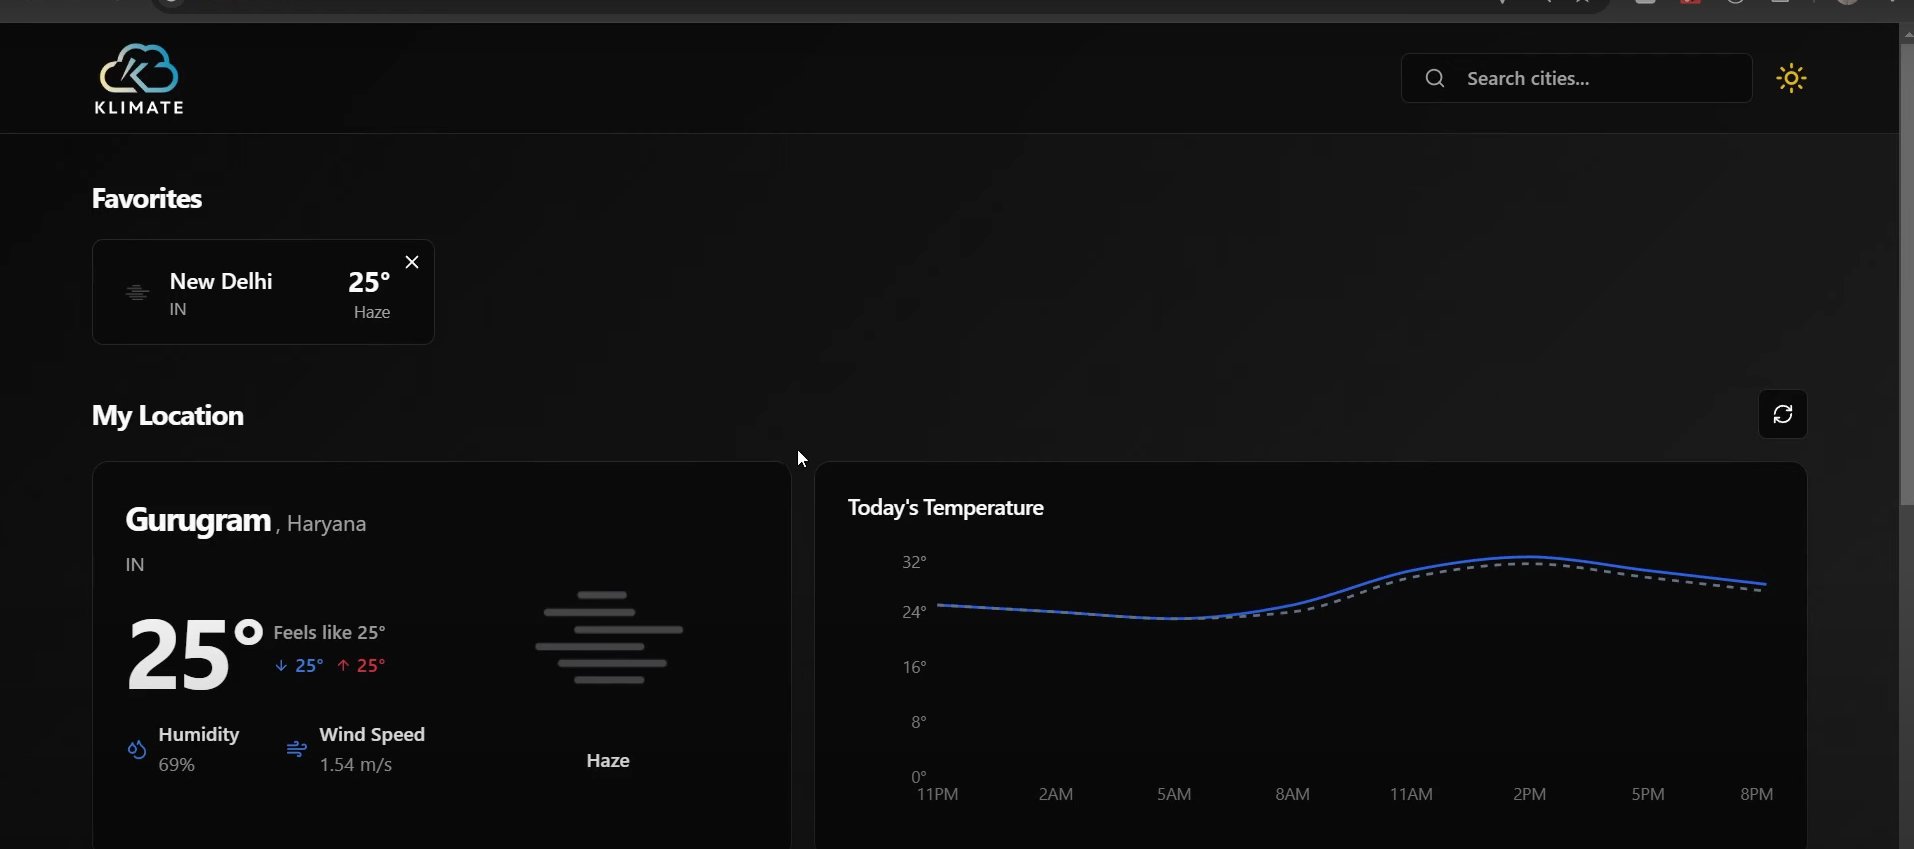 KLIMATE
Search cities...
Favorites
New Delhi
IN
25°
Haze
My Location
Gurugram , Haryana
IN
25°
Feels like 25°
↓ 25° ↑ 25°
Humidity
69%
Wind Speed
1.54 m/s
Haze
Today's Temperature
32°
24°
16°
8°
0°
11PM 2AM 5AM 8AM 11AM 2PM 5PM 8PM